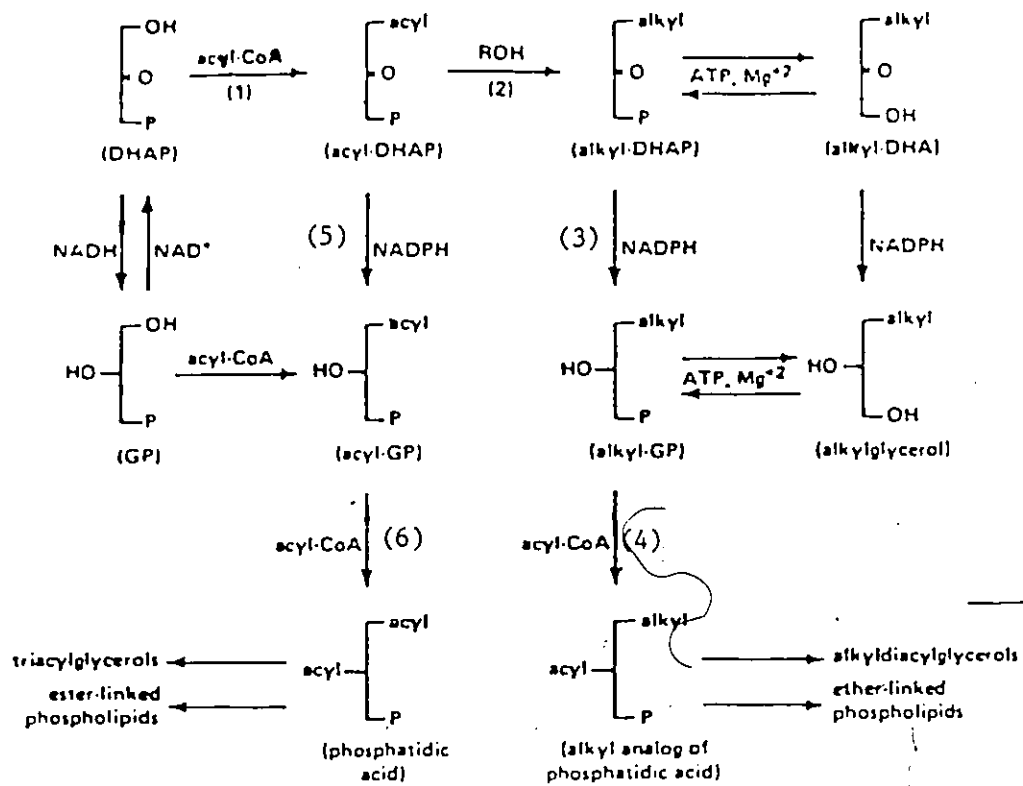 OH
acyl-CoA
O
(1)
P
(DHAP)
acyl
ROH
O
(2)
P
(acyl-DHAP)
alkyl
ATP, Mg+2
O
P
(alkyl-DHAP)
alkyl
O
OH
(alkyl-DHA)
NADH
NAD+
(5)
NADPH
(3)
NADPH
NADPH
OH
HO
acyl-CoA
P
(GP)
acyl
HO
P
(acyl-GP)
alkyl
HO
ATP, Mg+2
P
(alkyl-GP)
alkyl
HO
OH
(alkylglycerol)
acyl-CoA
(6)
acyl-CoA
(4)
triacylglycerols
ester-linked
phospholipids
acyl
acyl
P
(phosphatidic
acid)
alkyl
acyl
P
(alkyl analog of
phosphatidic acid)
alkyldiacylglycerols
ether-linked
phospholipids